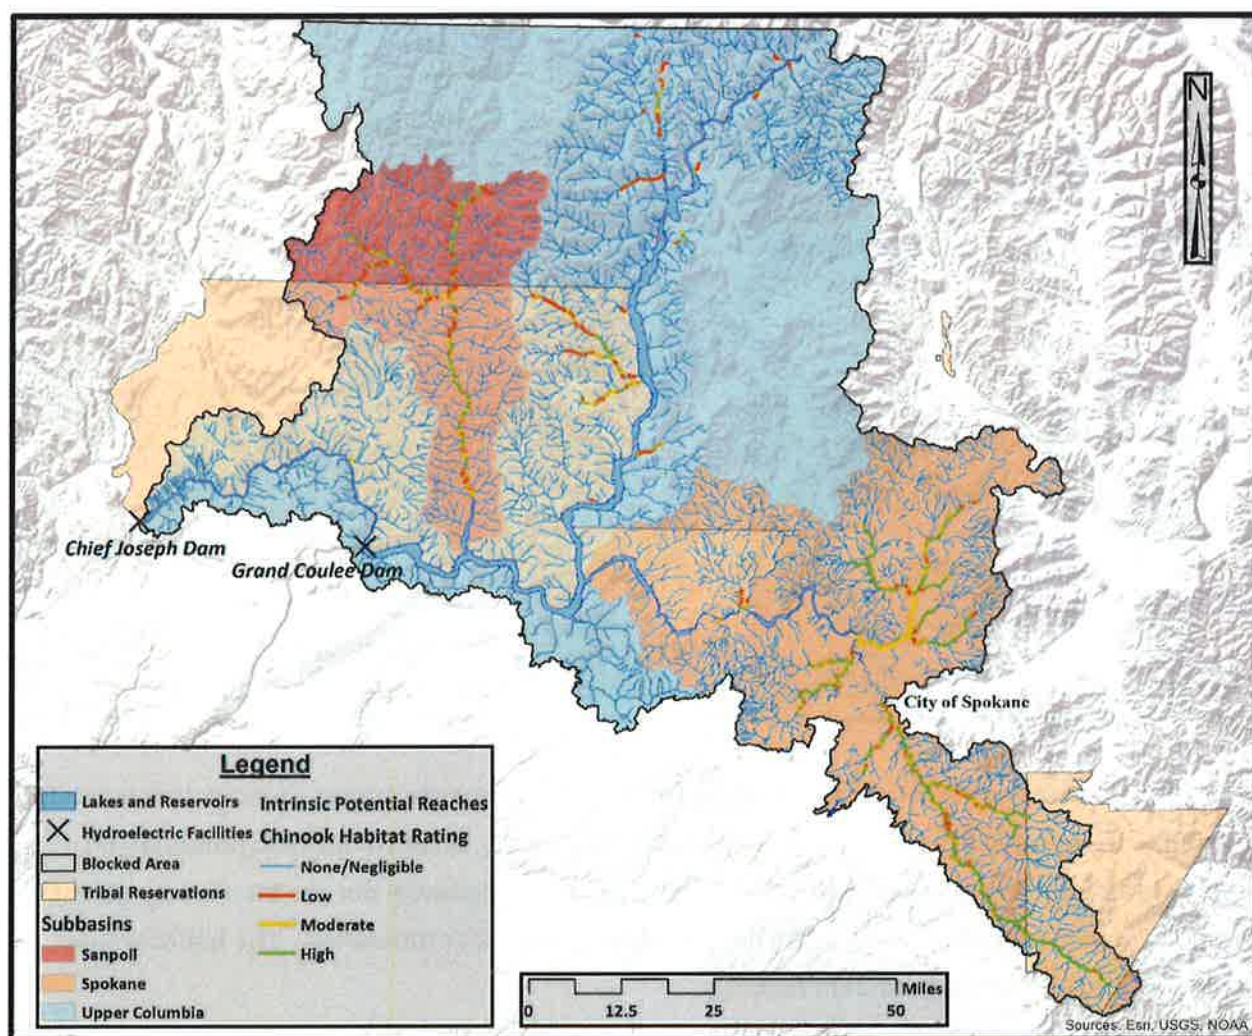 N
Chief Joseph Dam
Grand Coulee Dam
City of Spokane
Legend
Lakes and Reservoirs
Hydroelectric Facilities
Blocked Area
Tribal Reservations
Subbasins
Sanpoil
Spokane
Upper Columbia
Intrinsic Potential Reaches
Chinook Habitat Rating
None/Negligible
Low
Moderate
High
Miles
0 12.5 25 50
Sources: Esri, USGS, NOAA